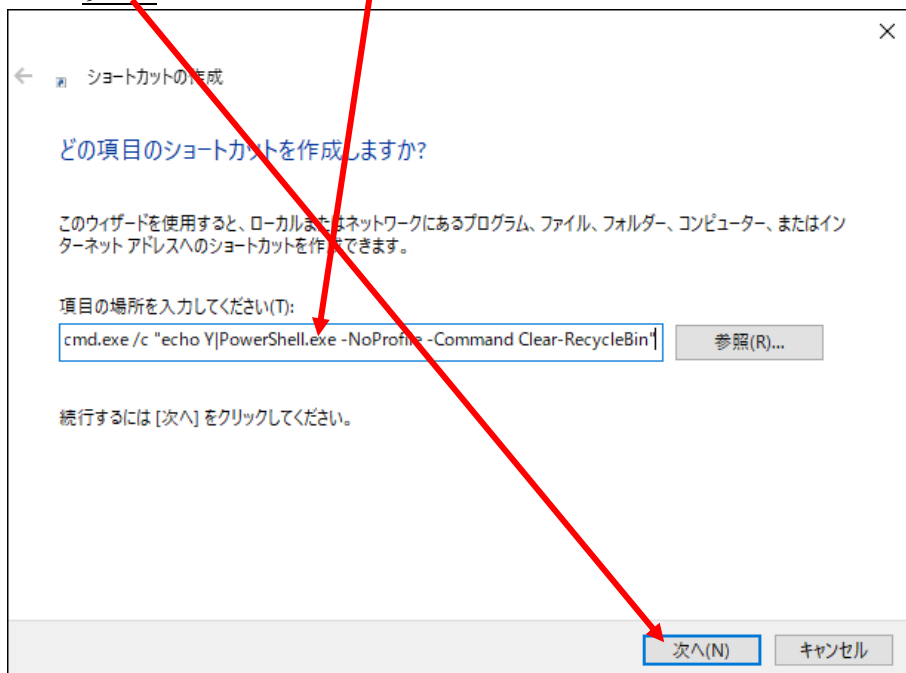 ショートカットの作成
どの項目のショートカットを作成しますか?
このウィザードを使用すると、ローカルまたはネットワークにあるプログラム、ファイル、フォルダー、コンピューター、またはイン
ターネット アドレスへのショートカットを作成できます。
項目の場所を入力してください(T):
cmd.exe /c "echo Y|PowerShell.exe -NoProfile -Command Clear-RecycleBin"
参照(R)...
続行するには [次へ] をクリックしてください。
次へ(N)
キャンセル